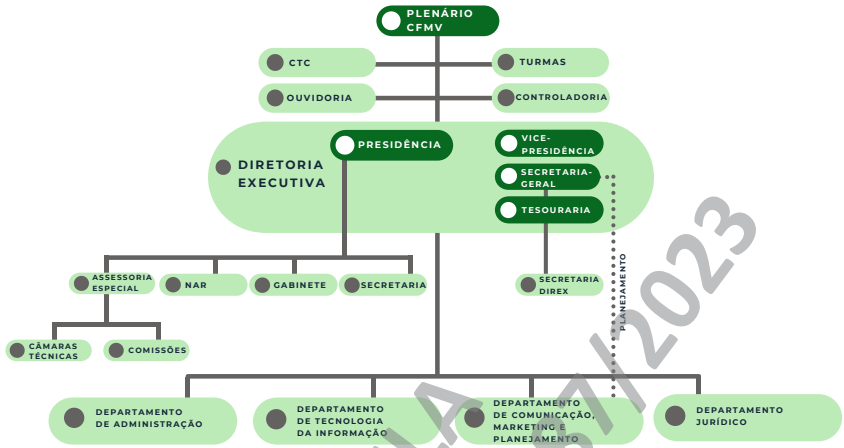 PLENÁRIO
CFMV
CTC
TURMAS
OUVIDORIA
CONTROLADORIA
DIRETORIA
EXECUTIVA
PRESIDÊNCIA
VICE-
PRESIDÊNCIA
SECRETARIA-
GERAL
TESOURARIA
ASSESSORIA
ESPECIAL
NAR
GABINETE
SECRETARIA
SECRETARIA
DIREX
PLANEJAMENTO
CÂMARAS
TÉCNICAS
COMISSÕES
DEPARTAMENTO
DE ADMINISTRAÇÃO
DEPARTAMENTO
DE TECNOLOGIA
DA INFORMAÇÃO
DEPARTAMENTO
DE COMUNICAÇÃO,
MARKETING E
PLANEJAMENTO
DEPARTAMENTO
JURÍDICO
7/2023